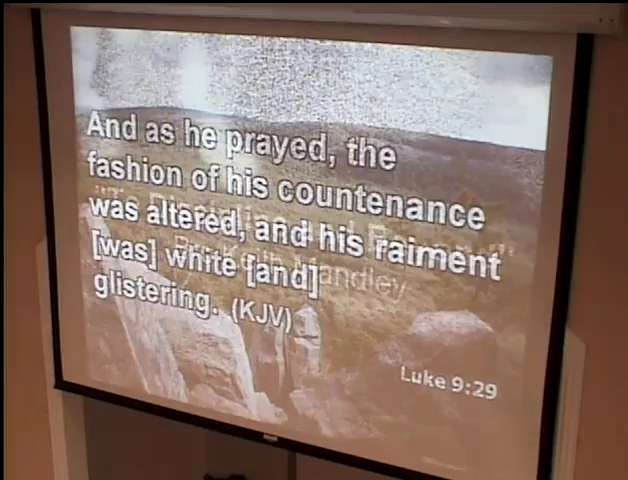 And as he prayed, the
fashion of his countenance
was altered, and his raiment
[was] white [and]
glistering. (KJV)
Mandley
Luke 9:29